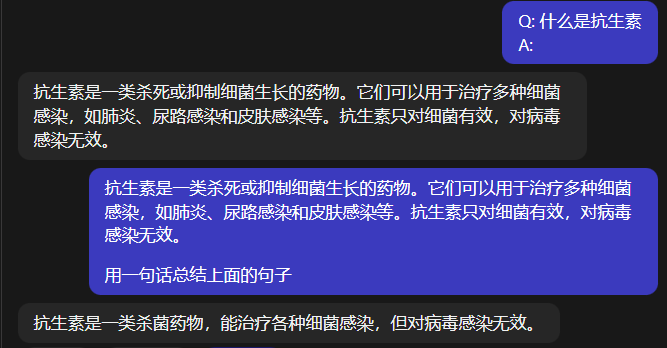 Q: 什么是抗生素
A:
抗生素是一类杀死或抑制细菌生长的药物。它们可以用于治疗多种细菌
感染，如肺炎、尿路感染和皮肤感染等。抗生素只对细菌有效，对病毒
感染无效。
抗生素是一类杀死或抑制细菌生长的药物。它们可以用于治疗多种细菌
感染，如肺炎、尿路感染和皮肤感染等。抗生素只对细菌有效，对病毒
感染无效。
用一句话总结上面的句子
抗生素是一类杀菌药物，能治疗各种细菌感染，但对病毒感染无效。